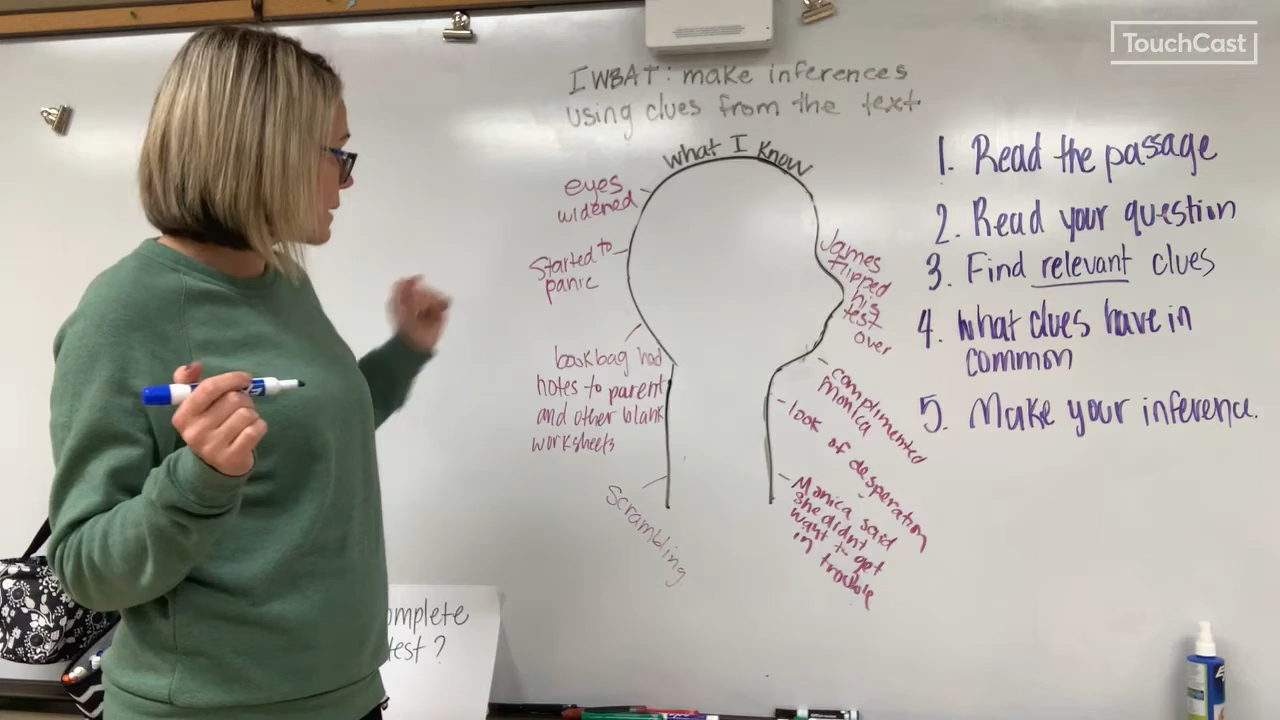 TouchCast
IWBAT: make inferences
using clues from the text
What I Know
eyes
widened
Started to
panic
bookbag had
notes to parent
and other blank
worksheets
Scrambling
James
flipped
his
test
over
complimented
monica
look of desperation
Monica said
she didnt
want to get
in trouble
1. Read the passage
2. Read your question
3. Find relevant clues
4. What clues have in
common
5. Make your inference.
omplete
test?